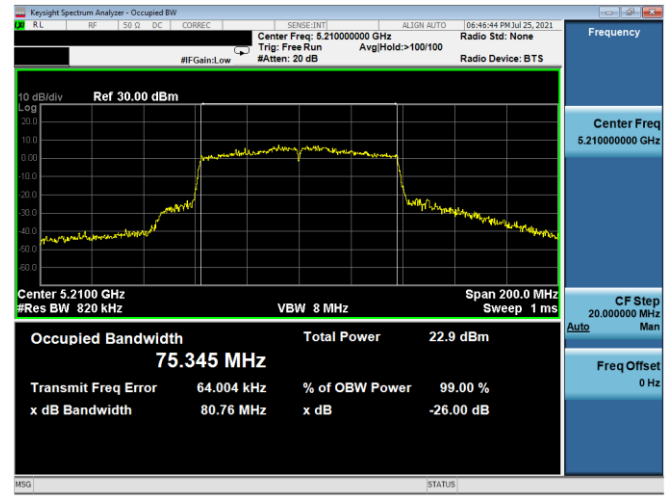 Keysight Spectrum Analyzer - Occupied BW
RL RF 50 Ω DC CORREC SENSE:INT ALIGN AUTO 06:46:44 PM Jul 25, 2021
Center Freq: 5.210000000 GHz Radio Std: None
Trig: Free Run Avg|Hold:>100/100
#IFGain:Low #Atten: 20 dB Radio Device: BTS
Frequency
10 dB/div Ref 30.00 dBm
Log
20.0
10.0
0.00
-10.0
-20.0
-30.0
-40.0
-50.0
-60.0
Center 5.2100 GHz Span 200.0 MHz
#Res BW 820 kHz VBW 8 MHz Sweep 1 ms
Center Freq
5.210000000 GHz
CF Step
20.000000 MHz
Auto Man
Freq Offset
0 Hz
Occupied Bandwidth Total Power 22.9 dBm
75.345 MHz
Transmit Freq Error 64.004 kHz % of OBW Power 99.00 %
x dB Bandwidth 80.76 MHz x dB -26.00 dB
MSG STATUS